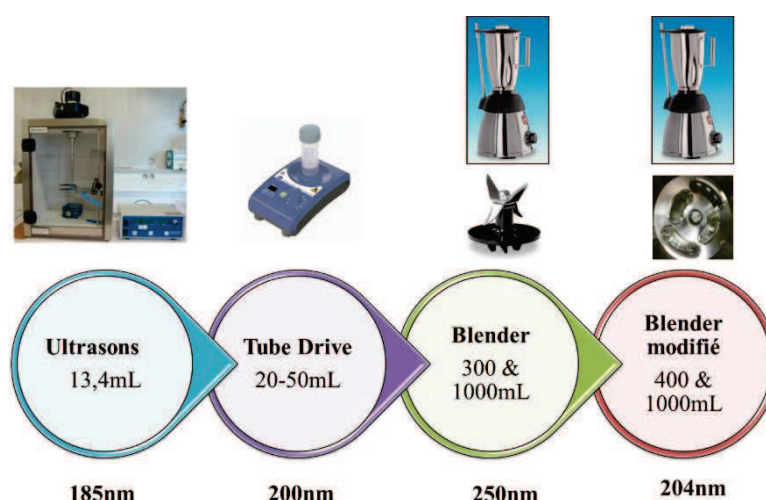 Ultrasons
13,4mL
Tube Drive
20-50mL
Blender
300 &
1000mL
Blender
modifié
400 &
1000mL
185nm
200nm
250nm
204nm